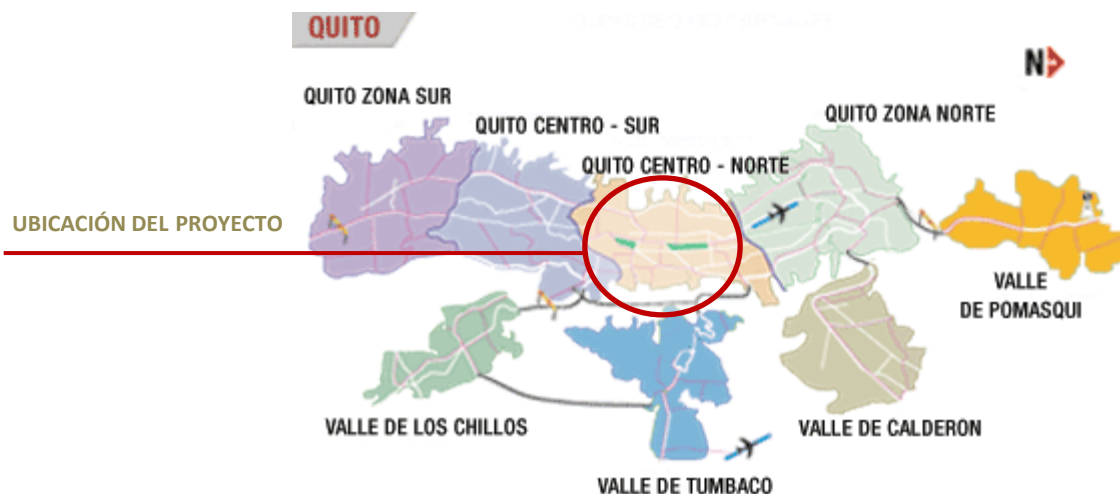 QUITO
N
QUITO ZONA SUR
QUITO CENTRO - SUR
QUITO ZONA NORTE
QUITO CENTRO - NORTE
UBICACIÓN DEL PROYECTO
VALLE
DE POMASQUI
VALLE DE LOS CHILLOS
VALLE DE CALDERON
VALLE DE TUMBACO